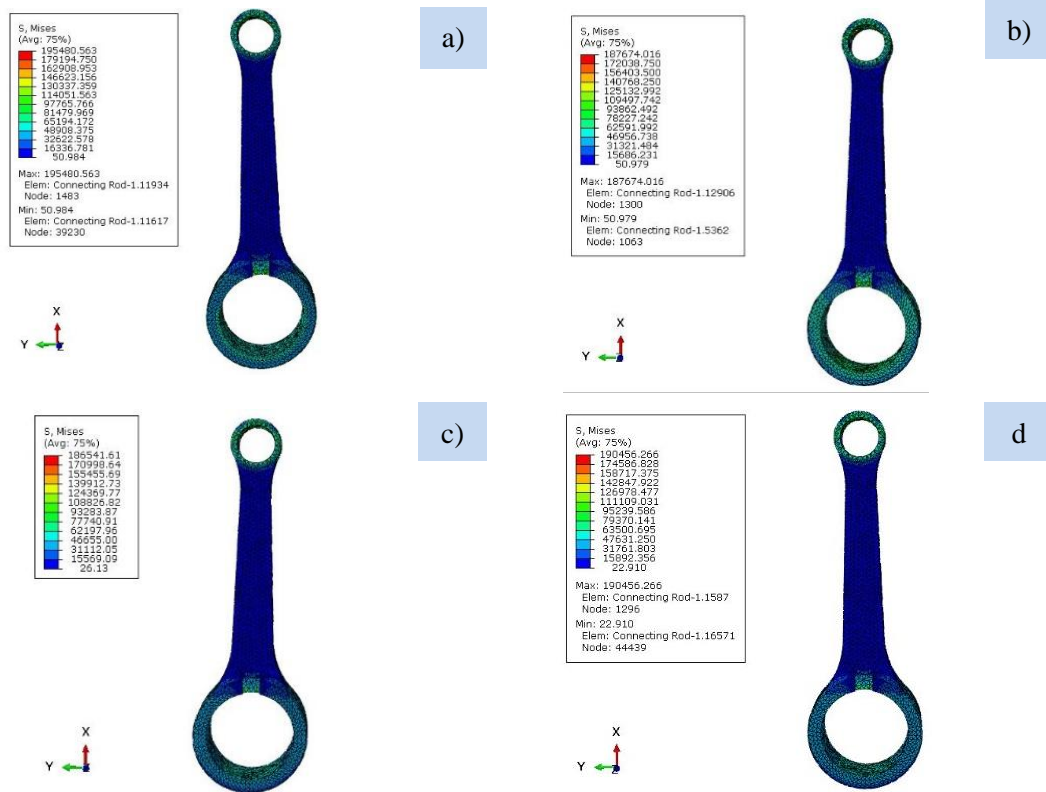 S, Mises
(Avg: 75%)
195480.563
179194.750
162908.953
146623.156
130337.359
114051.563
97765.766
81479.969
65194.172
48908.375
32622.578
16336.781
50.984
Max: 195480.563
Elem: Connecting Rod-1.11934
Node: 1483
Min: 50.984
Elem: Connecting Rod-1.11617
Node: 39230
X
Y
Z
a)
S, Mises
(Avg: 75%)
187674.016
172038.750
156403.500
140768.250
125132.992
109497.742
93862.492
78227.242
62591.992
46956.738
31321.484
15686.231
50.979
Max: 187674.016
Elem: Connecting Rod-1.12906
Node: 1300
Min: 50.979
Elem: Connecting Rod-1.5362
Node: 1063
X
Y
b)
S, Mises
(Avg: 75%)
186541.61
170998.64
155455.69
139912.73
124369.77
108826.82
93283.87
77740.91
62197.96
46655.00
31112.05
15569.09
26.13
X
Y
c)
S, Mises
(Avg: 75%)
190456.266
174586.828
158717.375
142847.922
126978.477
111109.031
95239.586
79370.141
63500.695
47631.250
31761.803
15892.356
22.910
Max: 190456.266
Elem: Connecting Rod-1.1587
Node: 1296
Min: 22.910
Elem: Connecting Rod-1.16571
Node: 44439
X
Y
Z
d